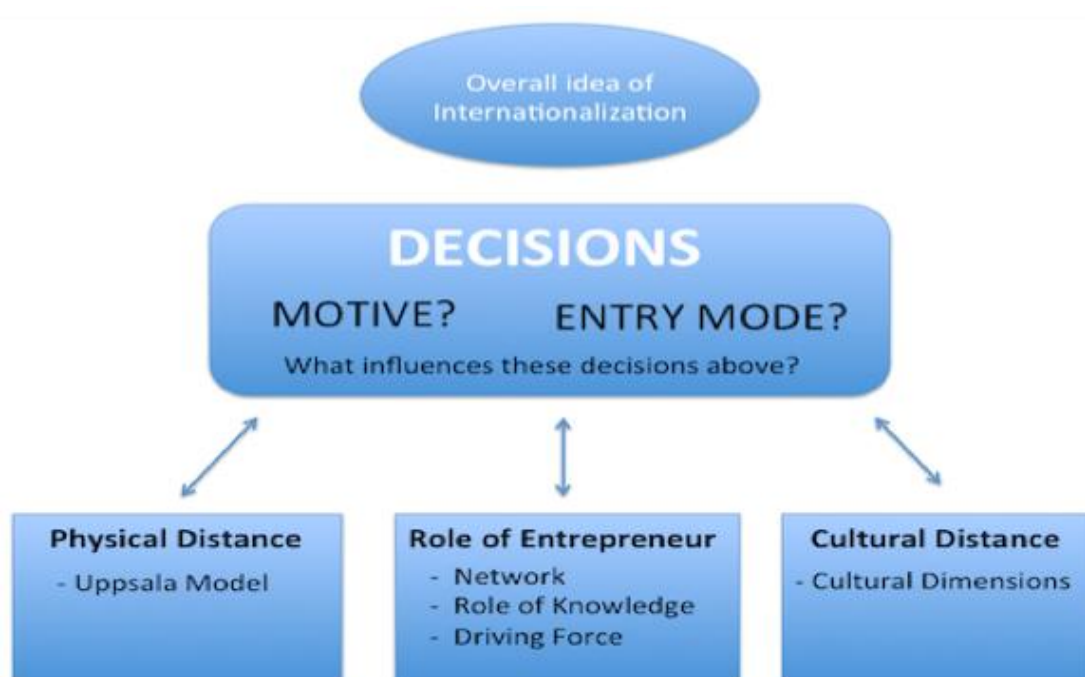 Overall idea of
Internationalization
DECISIONS
MOTIVE? ENTRY MODE?
What influences these decisions above?
Physical Distance
- Uppsala Model
Role of Entrepreneur
- Network
- Role of Knowledge
- Driving Force
Cultural Distance
- Cultural Dimensions